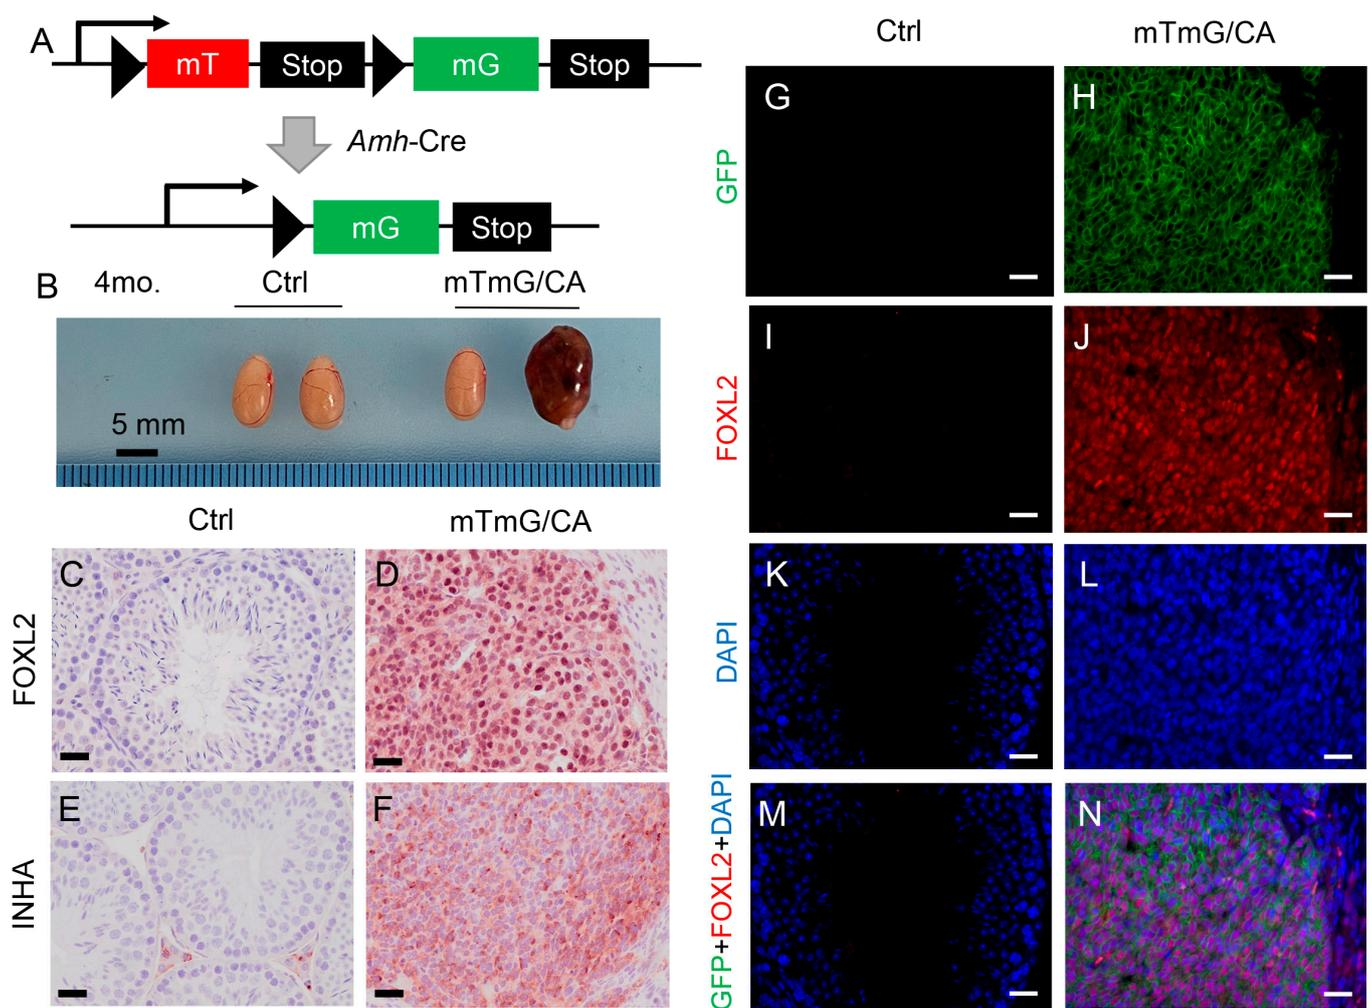 A
mT
Stop
mG
Stop
Amh-Cre
mG
Stop
B
4mo.
Ctrl
mTmG/CA
5 mm
Ctrl
mTmG/CA
FOXL2
C
D
INHA
E
F
Ctrl
mTmG/CA
GFP
G
H
FOXL2
I
J
DAPI
K
L
GFP+FOXL2+DAPI
M
N